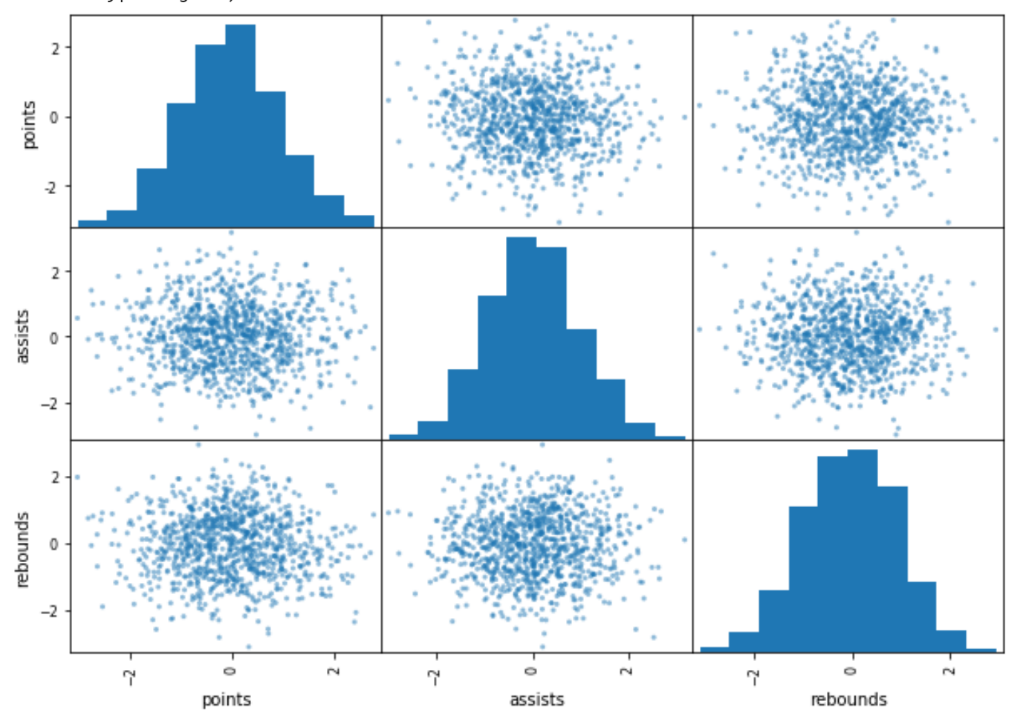 2
0
-2
points
2
0
−2
assists
2
0
−2
rebounds
−2 0 2 −2 0 2 −2 0 2
points assists rebounds